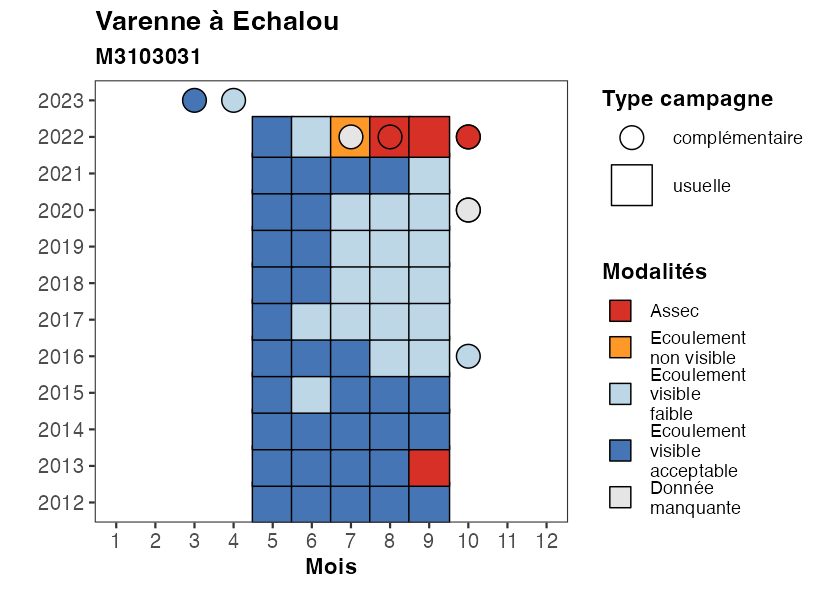 Varenne à Echalou
M3103031
2023
2022
2021
2020
2019
2018
2017
2016
2015
2014
2013
2012
1 2 3 4 5 6 7 8 9 10 11 12
Mois
Type campagne
complémentaire
usuelle
Modalités
Assec
Ecoulement
non visible
Ecoulement
visible
faible
Ecoulement
visible
acceptable
Donnée
manquante